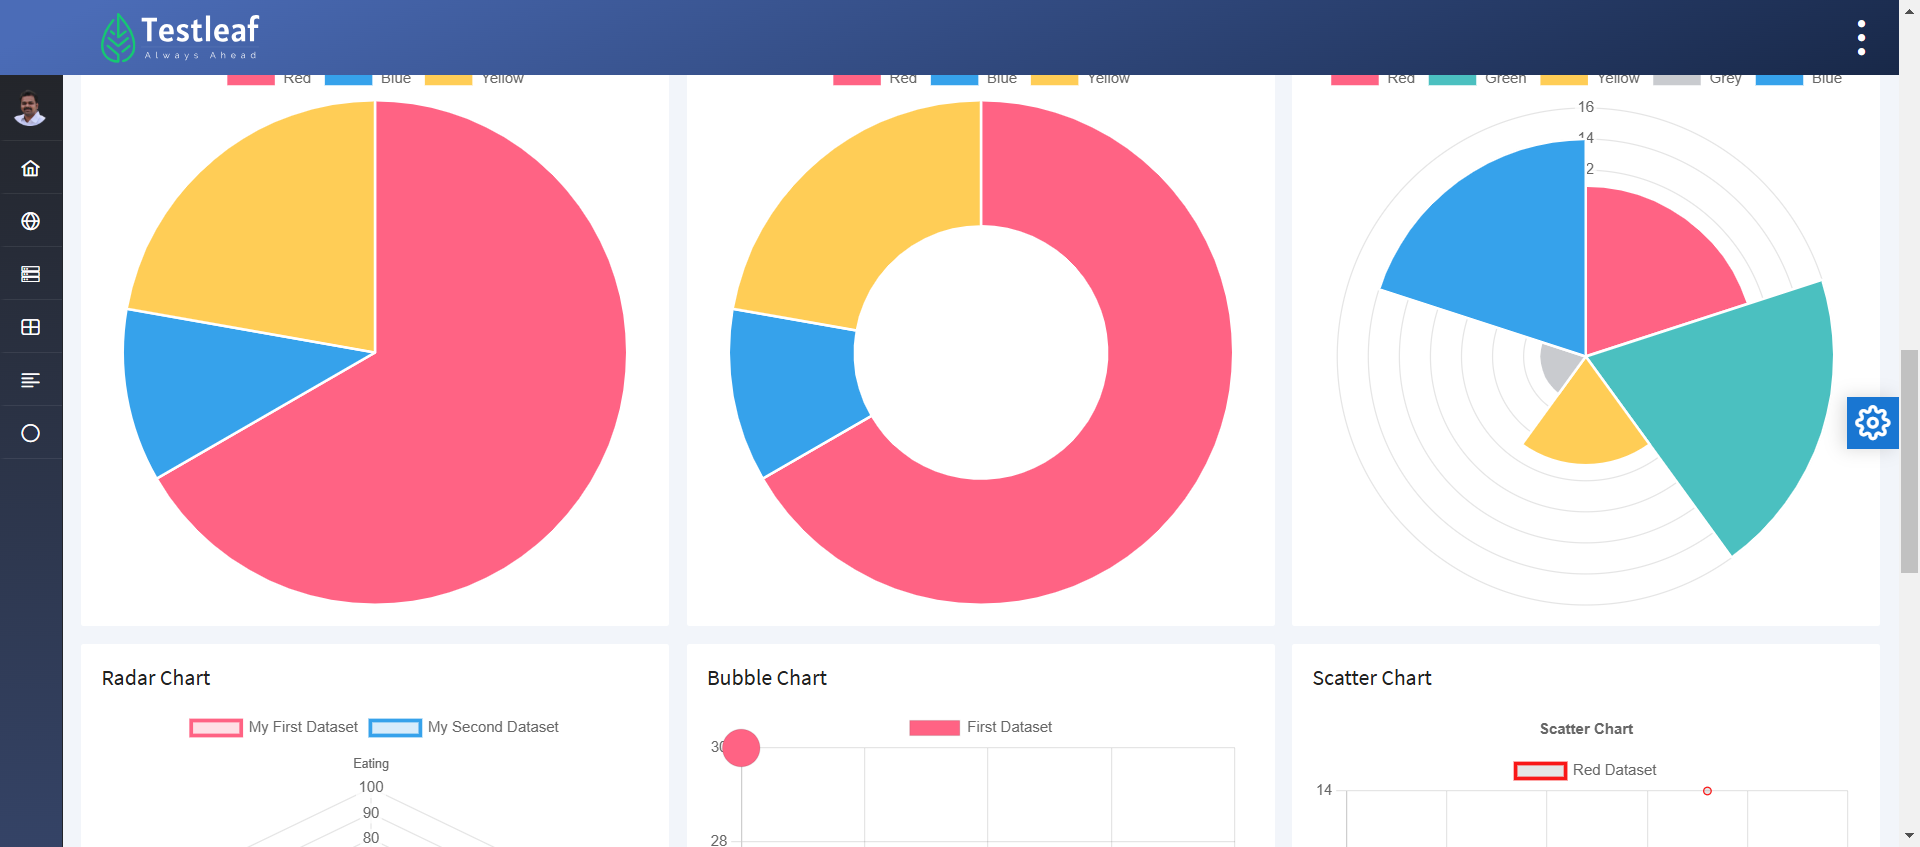 Testleaf
Always Ahead
Red Blue Yellow
Red Blue Yellow
Red Green Yellow Grey Blue
16
14
2
Radar Chart
My First Dataset My Second Dataset
Eating
100
90
80
Bubble Chart
First Dataset
30
28
Scatter Chart
Scatter Chart
Red Dataset
14